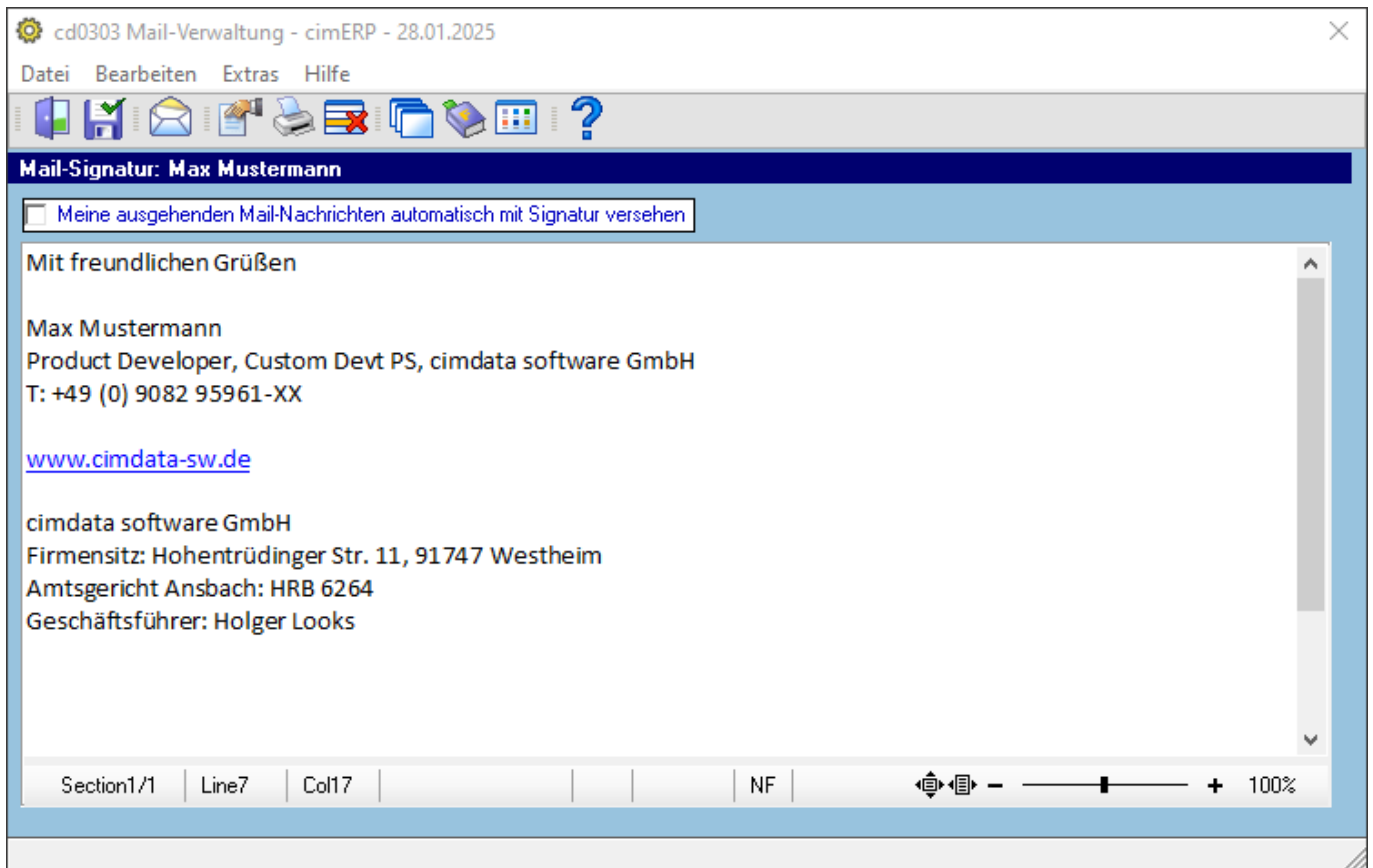 cd0303 Mail-Verwaltung - cimERP - 28.01.2025
Datei Bearbeiten Extras Hilfe
Mail-Signatur: Max Mustermann
Meine ausgehenden Mail-Nachrichten automatisch mit Signatur versehen
Mit freundlichen Grüßen
Max Mustermann
Product Developer, Custom Devt PS, cimdata software GmbH
T: +49 (0) 9082 95961-XX
www.cimdata-sw.de
cimdata software GmbH
Firmensitz: Hohentrüdinger Str. 11, 91747 Westheim
Amtsgericht Ansbach: HRB 6264
Geschäftsführer: Holger Looks
Section1/1 Line7 Col17 NF 100%